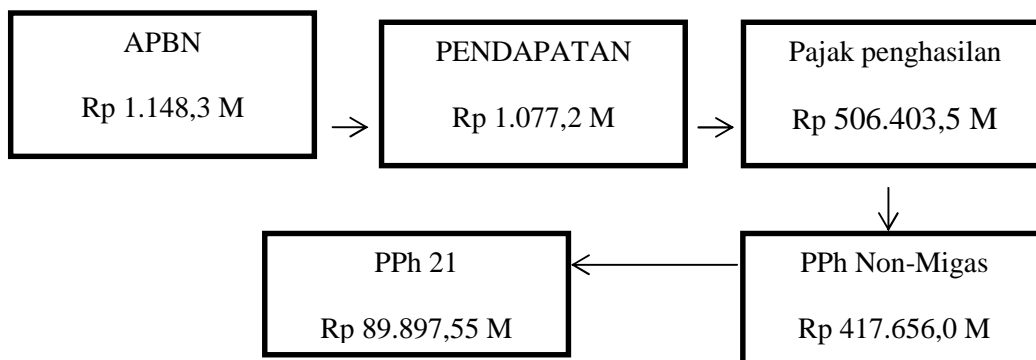 APBN
Rp 1.148,3 M
PENDAPATAN
Rp 1.077,2 M
Pajak penghasilan
Rp 506.403,5 M
PPh 21
Rp 89.897,55 M
PPh Non-Migas
Rp 417.656,0 M